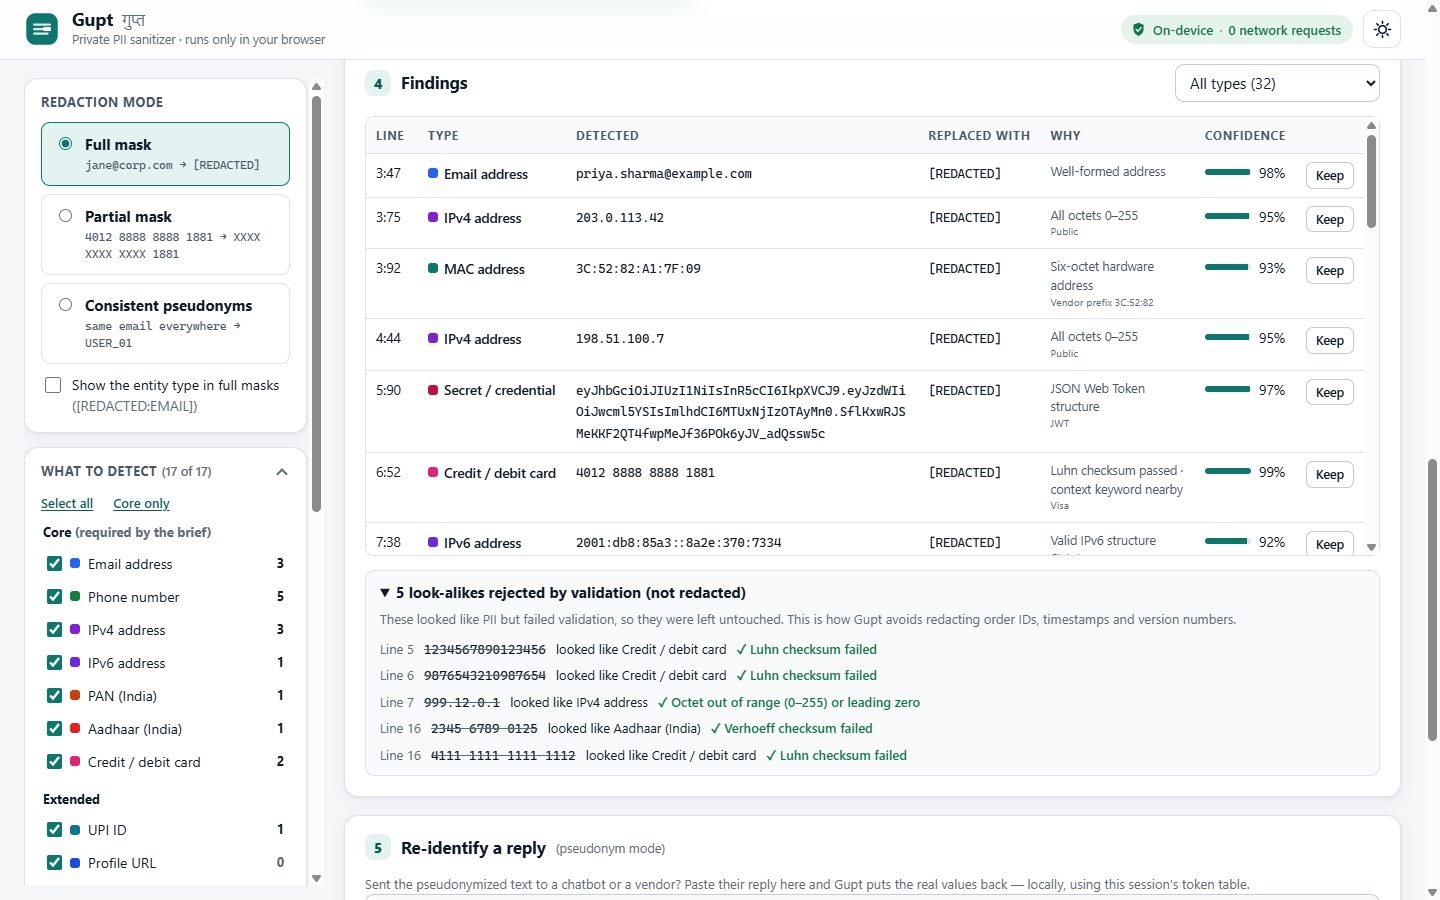 Gupt गुप्त
Private PII sanitizer · runs only in your browser
On-device · 0 network requests
REDACTION MODE
Full mask
jane@corp.com → [REDACTED]
Partial mask
4012 8888 8888 1881 → XXXX
XXXX XXXX 1881
Consistent pseudonyms
same email everywhere →
USER_01
Show the entity type in full masks
([REDACTED:EMAIL])
WHAT TO DETECT (17 of 17)
Select all Core only
Core (required by the brief)
Email address 3
Phone number 5
IPv4 address 3
IPv6 address 1
PAN (India) 1
Aadhaar (India) 1
Credit / debit card 2
Extended
UPI ID 1
Profile URL 0
4 Findings
All types (32)
LINE TYPE DETECTED REPLACED WITH WHY CONFIDENCE
3:47 Email address priya.sharma@example.com [REDACTED] Well-formed address 98% Keep
3:75 IPv4 address 203.0.113.42 [REDACTED] All octets 0–255 95% Keep
Public
3:92 MAC address 3C:52:82:A1:7F:09 [REDACTED] Six-octet hardware 93% Keep
address
Vendor prefix 3C:52:82
4:44 IPv4 address 198.51.100.7 [REDACTED] All octets 0–255 95% Keep
Public
5:90 Secret / credential eyJhbGciOiJIUzI1NiIsInR5cCI6IkpXVCJ9.eyJzdWIi [REDACTED] JSON Web Token 97% Keep
OiJwcml5YSIsImlhdCI6MTUxNjIzOTAyMn0.SflKxwRJS structure
MeKKF2QT4fwpMeJf36POk6yJV_adQssw5c JWT
6:52 Credit / debit card 4012 8888 8888 1881 [REDACTED] Luhn checksum passed · 99% Keep
context keyword nearby
Visa
7:38 IPv6 address 2001:db8:85a3::8a2e:370:7334 [REDACTED] Valid IPv6 structure 92% Keep
▼ 5 look-alikes rejected by validation (not redacted)
These looked like PII but failed validation, so they were left untouched. This is how Gupt avoids redacting order IDs, timestamps and version numbers.
Line 5 1234567890123456 looked like Credit / debit card ✓ Luhn checksum failed
Line 6 9876543210987654 looked like Credit / debit card ✓ Luhn checksum failed
Line 7 999.12.0.1 looked like IPv4 address ✓ Octet out of range (0–255) or leading zero
Line 16 2345 6789 0125 looked like Aadhaar (India) ✓ Verhoeff checksum failed
Line 16 4111 1111 1111 1112 looked like Credit / debit card ✓ Luhn checksum failed
5 Re-identify a reply (pseudonym mode)
Sent the pseudonymized text to a chatbot or a vendor? Paste their reply here and Gupt puts the real values back — locally, using this session's token table.